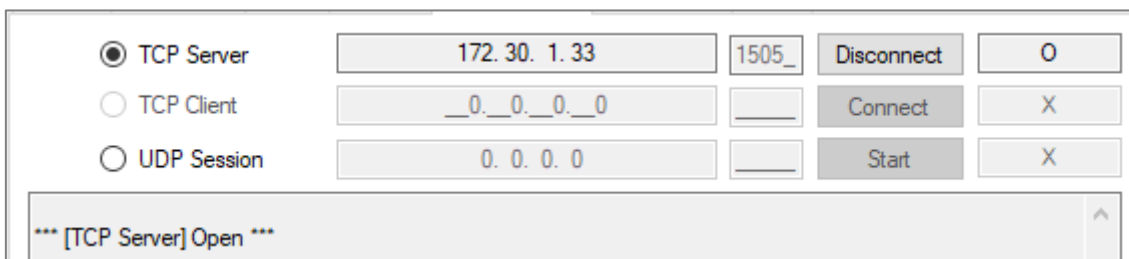 TCP Server 172. 30. 1. 33 1505_ Disconnect O
TCP Client __0.__0.__0.__0 _____ Connect X
UDP Session 0. 0. 0. 0 _____ Start X
*** [TCP Server] Open ***